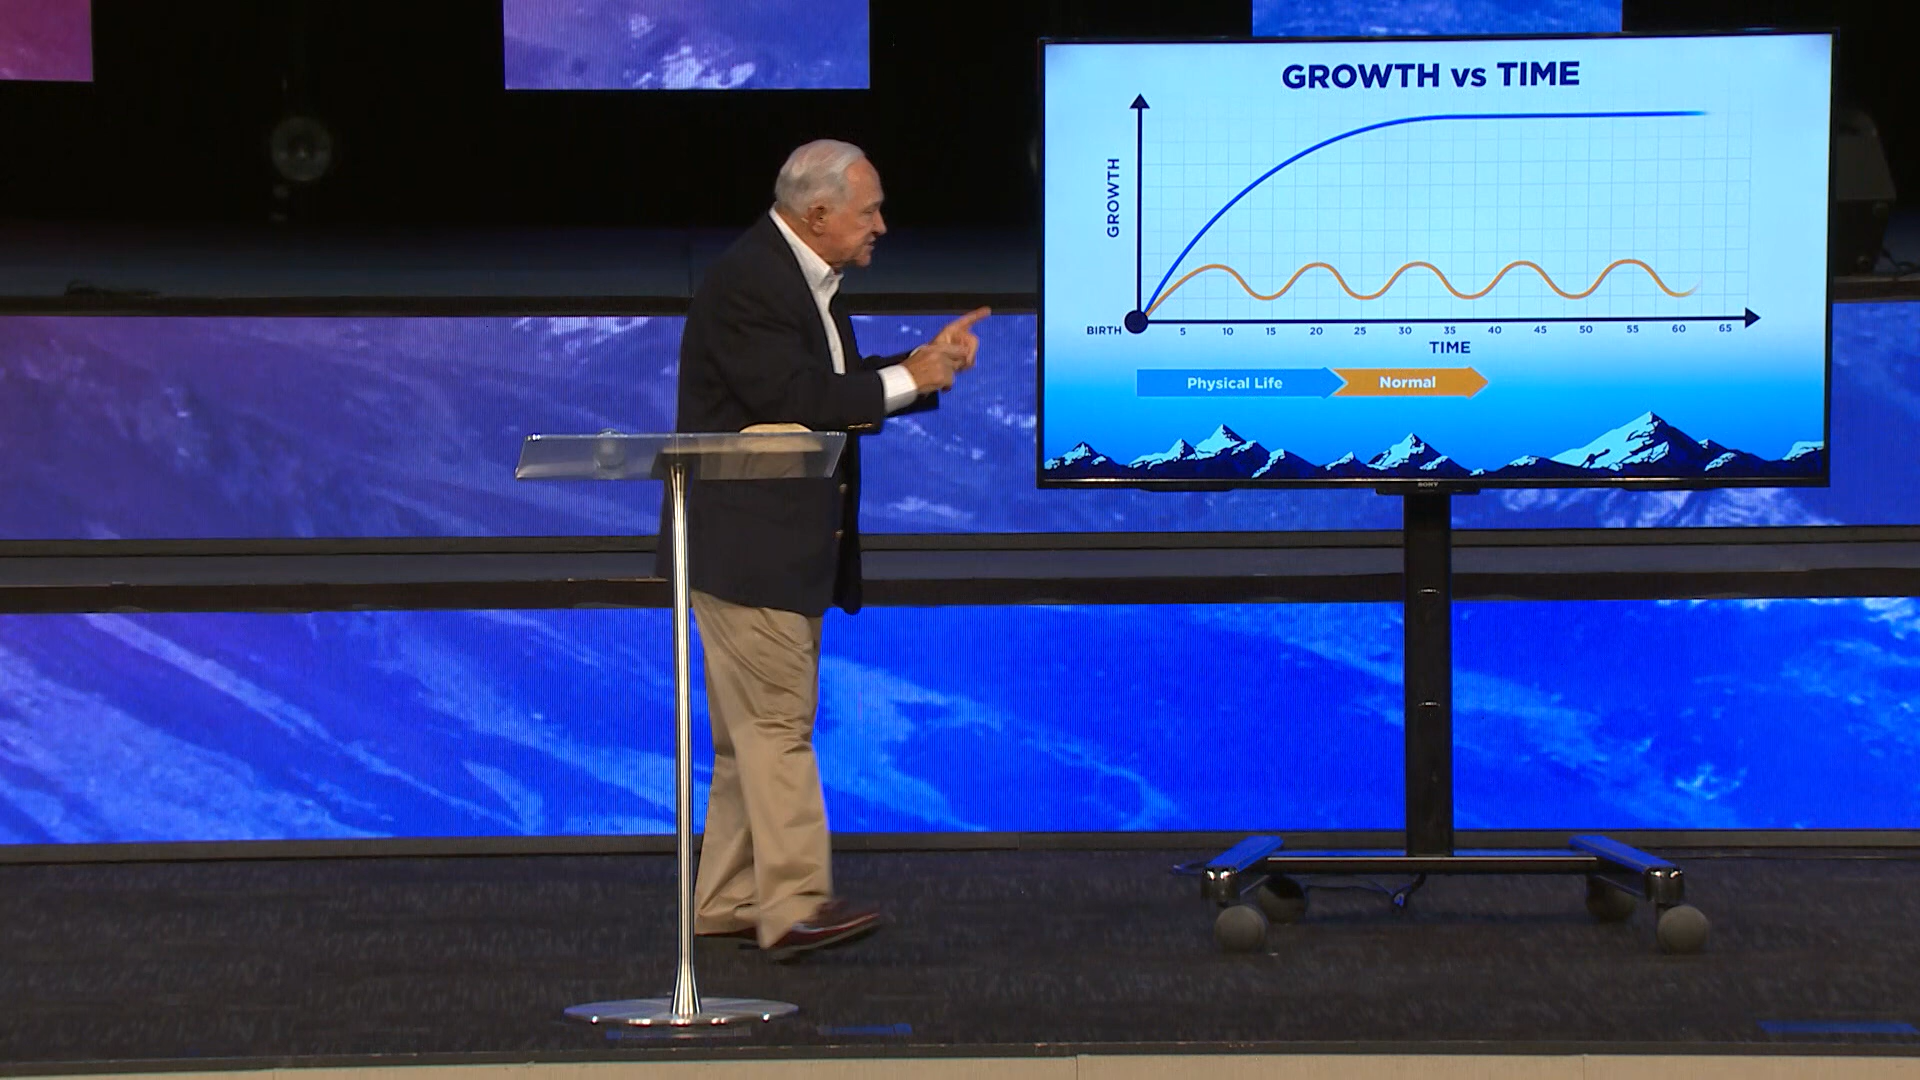 GROWTH vs TIME
GROWTH
BIRTH 5 10 15 20 25 30 35 40 45 50 55 60 65
TIME
Physical Life Normal
SONY